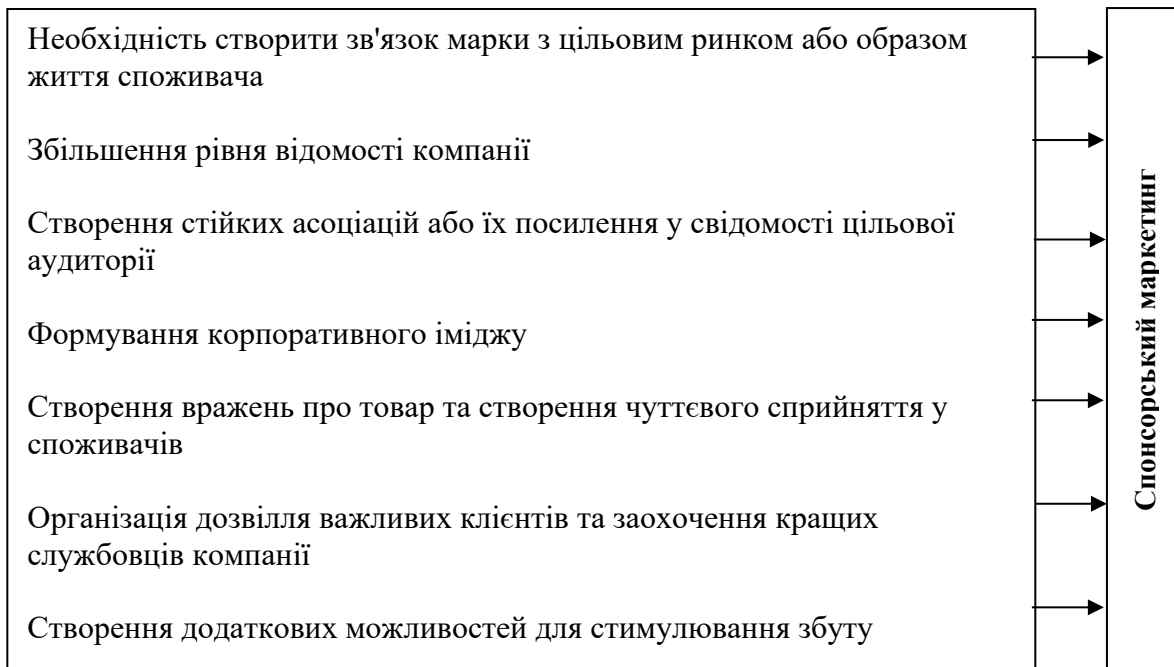 Необхідність створити зв'язок марки з цільовим ринком або образом
життя споживача
Збільшення рівня відомості компанії
Створення стійких асоціацій або їх посилення у свідомості цільової
аудиторії
Формування корпоративного іміджу
Створення вражень про товар та створення чуттєвого сприйняття у
споживачів
Організація дозвілля важливих клієнтів та заохочення кращих
службовців компанії
Створення додаткових можливостей для стимулювання збуту
Спонсорський маркетинг